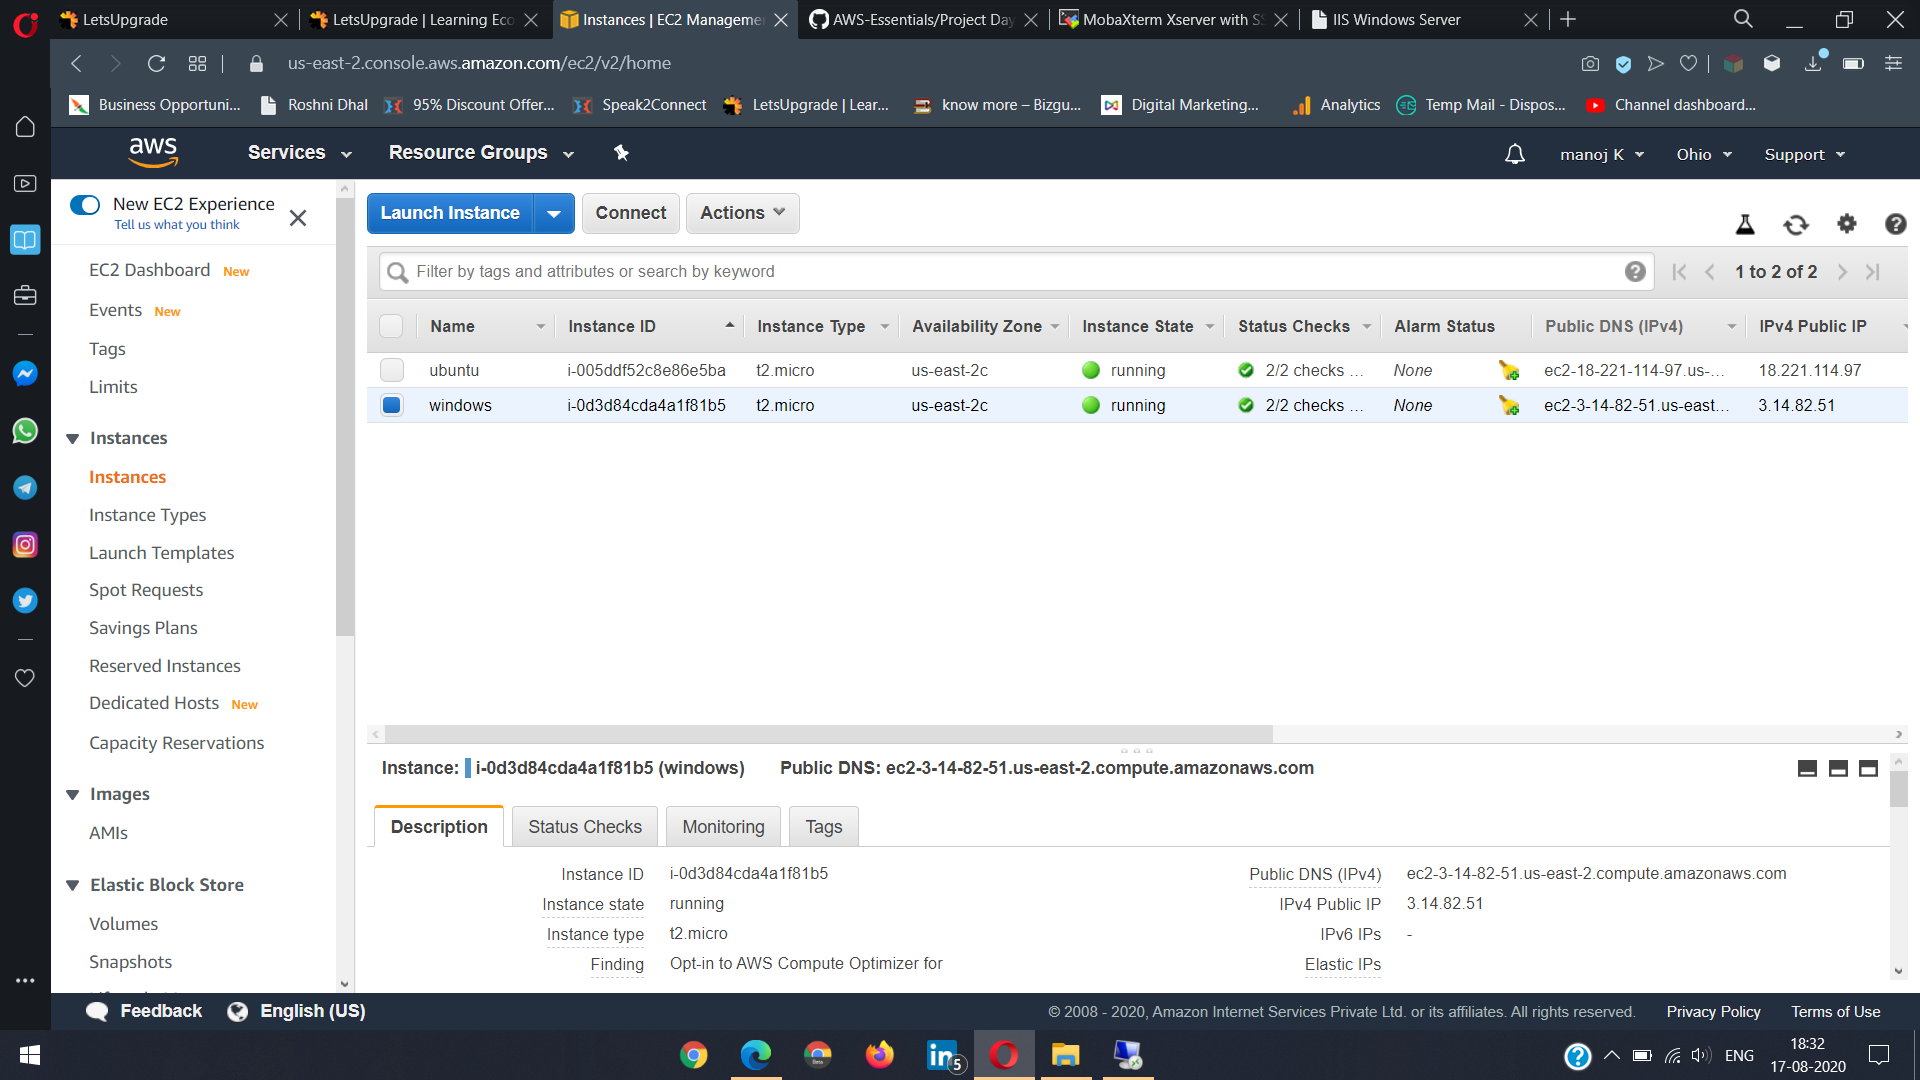 LetsUpgrade
LetsUpgrade | Learning Eco
Instances | EC2 Manageme
AWS-Essentials/Project Day
MobaXterm Xserver with SS
IIS Windows Server
us-east-2.console.aws.amazon.com/ec2/v2/home
Business Opportuni...
Roshni Dhal
95% Discount Offer...
Speak2Connect
LetsUpgrade | Lear...
know more – Bizgu...
Digital Marketing...
Analytics
Temp Mail - Dispos...
Channel dashboard...
aws
Services
Resource Groups
manoj K
Ohio
Support
New EC2 Experience
Tell us what you think
EC2 Dashboard New
Events New
Tags
Limits
Instances
Instances
Instance Types
Launch Templates
Spot Requests
Savings Plans
Reserved Instances
Dedicated Hosts New
Capacity Reservations
Images
AMIs
Elastic Block Store
Volumes
Snapshots
Launch Instance
Connect
Actions
Filter by tags and attributes or search by keyword
1 to 2 of 2
Name Instance ID Instance Type Availability Zone Instance State Status Checks Alarm Status Public DNS (IPv4) IPv4 Public IP
ubuntu i-005ddf52c8e86e5ba t2.micro us-east-2c running 2/2 checks ... None ec2-18-221-114-97.us-... 18.221.114.97
windows i-0d3d84cda4a1f81b5 t2.micro us-east-2c running 2/2 checks ... None ec2-3-14-82-51.us-east... 3.14.82.51
Instance: i-0d3d84cda4a1f81b5 (windows) Public DNS: ec2-3-14-82-51.us-east-2.compute.amazonaws.com
Description Status Checks Monitoring Tags
Instance ID i-0d3d84cda4a1f81b5
Instance state running
Instance type t2.micro
Finding Opt-in to AWS Compute Optimizer for
Public DNS (IPv4) ec2-3-14-82-51.us-east-2.compute.amazonaws.com
IPv4 Public IP 3.14.82.51
IPv6 IPs -
Elastic IPs
Feedback
English (US)
© 2008 - 2020, Amazon Internet Services Private Ltd. or its affiliates. All rights reserved.
Privacy Policy
Terms of Use
in 5
ENG
18:32
17-08-2020